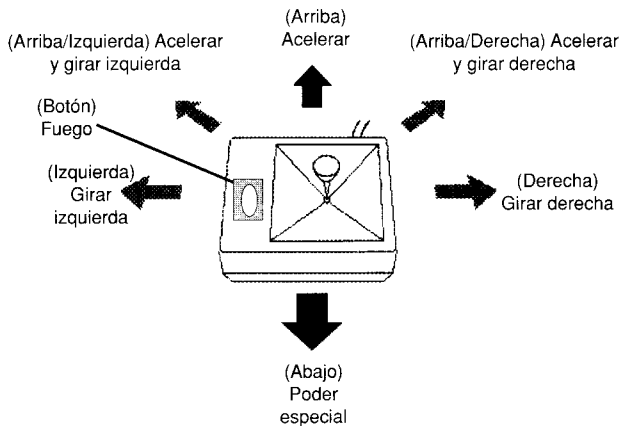 (Arriba)
Acelerar
(Arriba/Izquierda) Acelerar
y girar izquierda
(Arriba/Derecha) Acelerar
y girar derecha
(Botón)
Fuego
(Izquierda)
Girar
izquierda
(Derecha)
Girar derecha
(Abajo)
Poder
especial